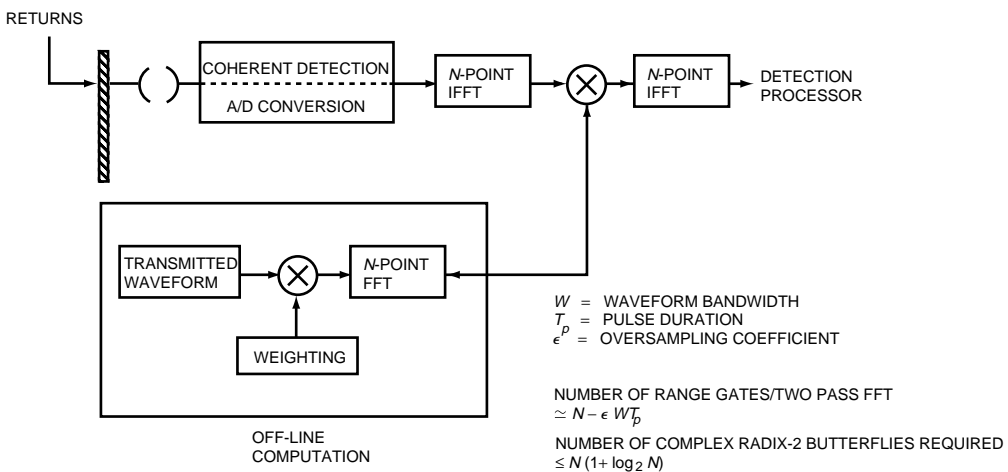 RETURNS
COHERENT DETECTION
A/D CONVERSION
N-POINT
IFFT
N-POINT
IFFT
DETECTION
PROCESSOR
TRANSMITTED
WAVEFORM
N-POINT
FFT
WEIGHTING
OFF-LINE
COMPUTATION
W = WAVEFORM BANDWIDTH
Tp = PULSE DURATION
ϵ = OVERSAMPLING COEFFICIENT
NUMBER OF RANGE GATES/TWO PASS FFT
≃ N – ϵ WTp
NUMBER OF COMPLEX RADIX-2 BUTTERFLIES REQUIRED
≤ N (1+ log2 N)